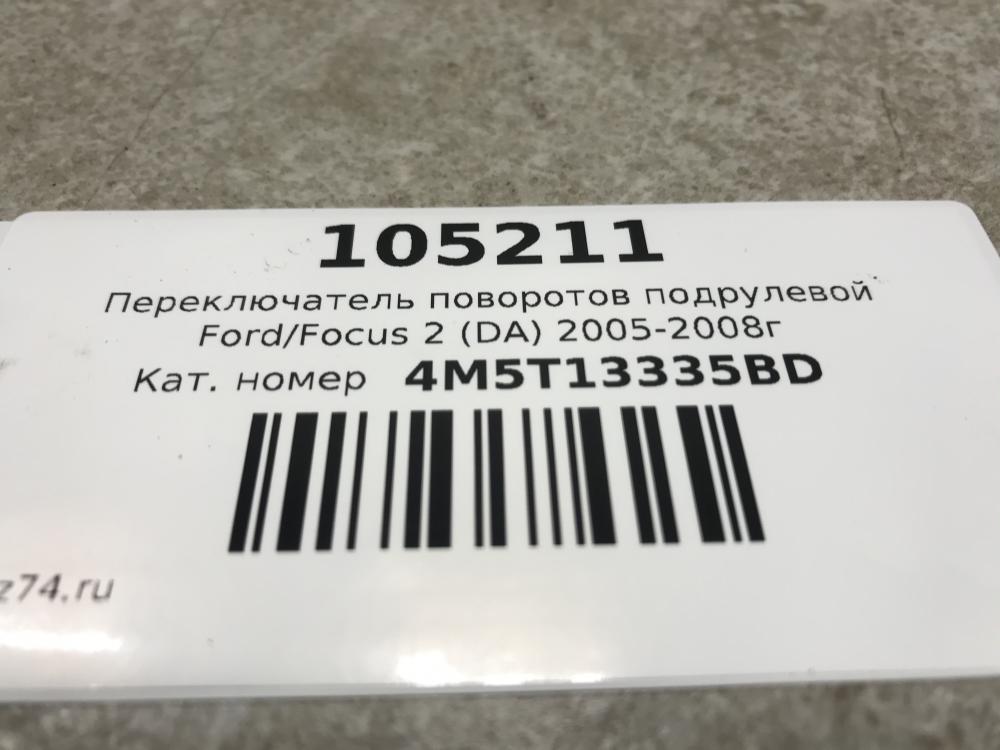 105211
Переключатель поворотов подрулевой
Ford/Focus 2 (DA) 2005-2008г
Кат. номер 4M5T13335BD
z74.ru